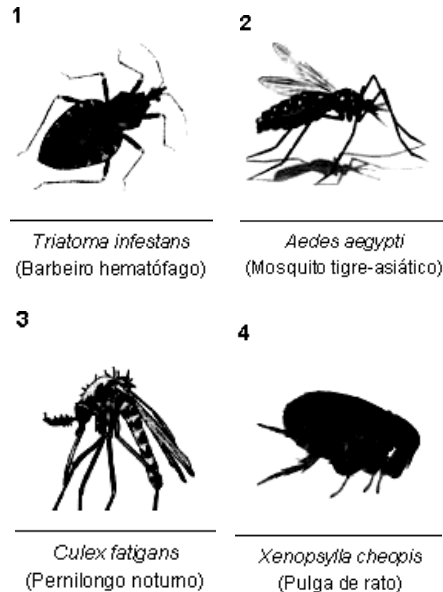 1
2
Triatoma infestans
(Barbeiro hematófago)
Aedes aegypti
(Mosquito tigre-asiático)
3
4
Culex fatigans
(Pernilongo noturno)
Xenopsylla cheopis
(Pulga de rato)